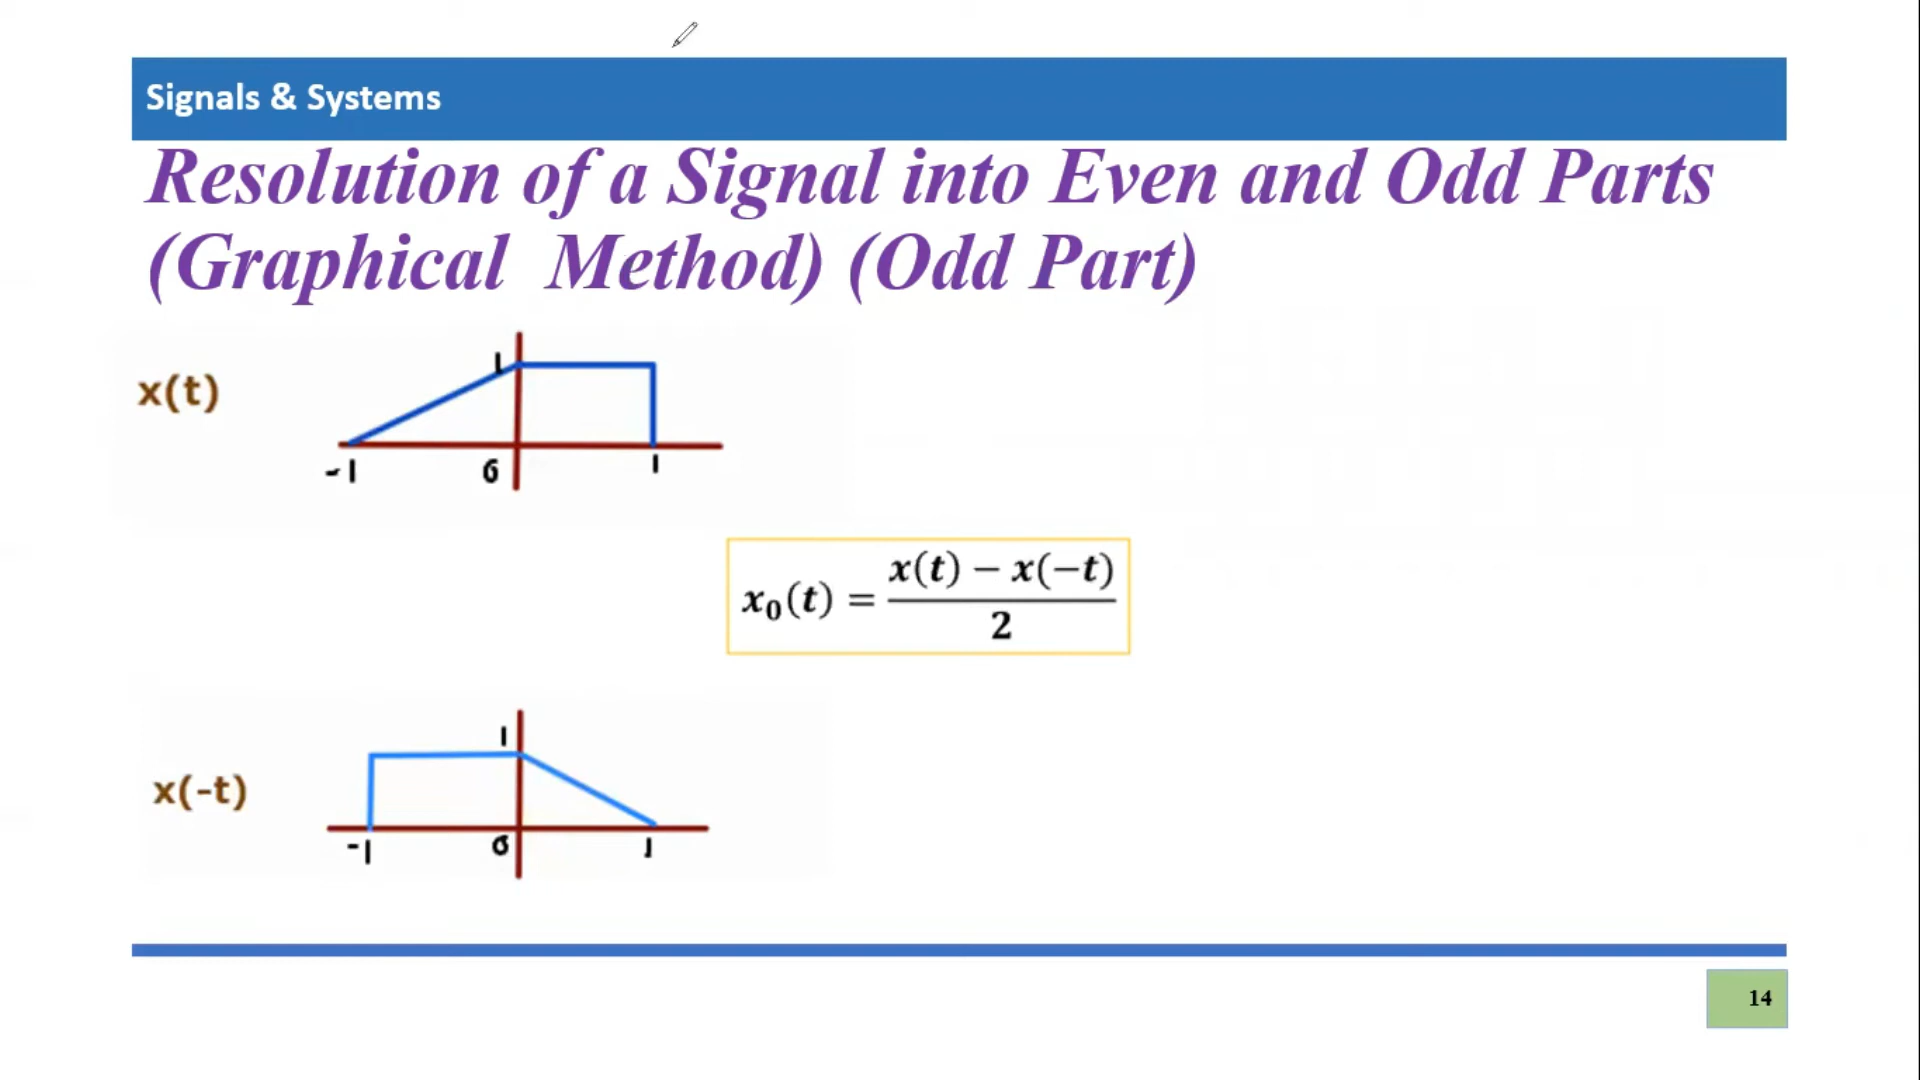 Signals & Systems
Resolution of a Signal into Even and Odd Parts
(Graphical Method) (Odd Part)
x(t)
1
-1
0
1
x₀(t) = x(t) − x(−t)
2
x(-t)
1
-1
0
1
14